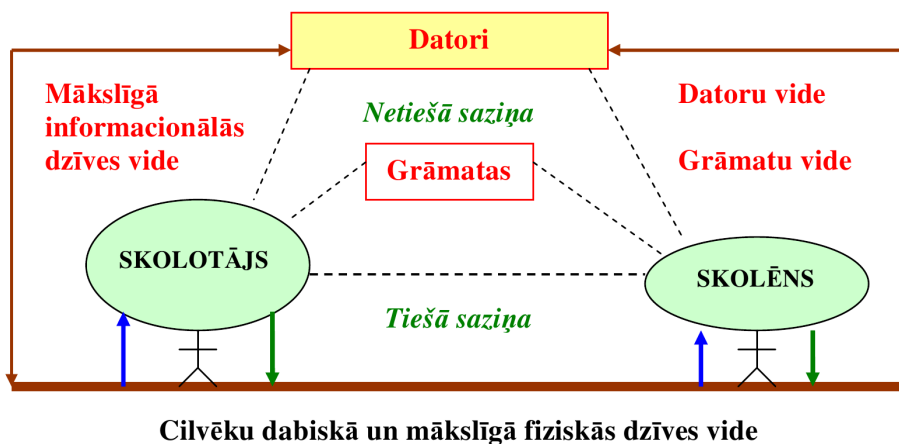 Datori
Mākslīgā
informacionālās
dzīves vide
Netiešā saziņa
Datoru vide
Grāmatas
Grāmatu vide
SKOLOTĀJS
SKOLĒNS
Tiešā saziņa
Cilvēku dabiskā un mākslīgā fiziskās dzīves vide